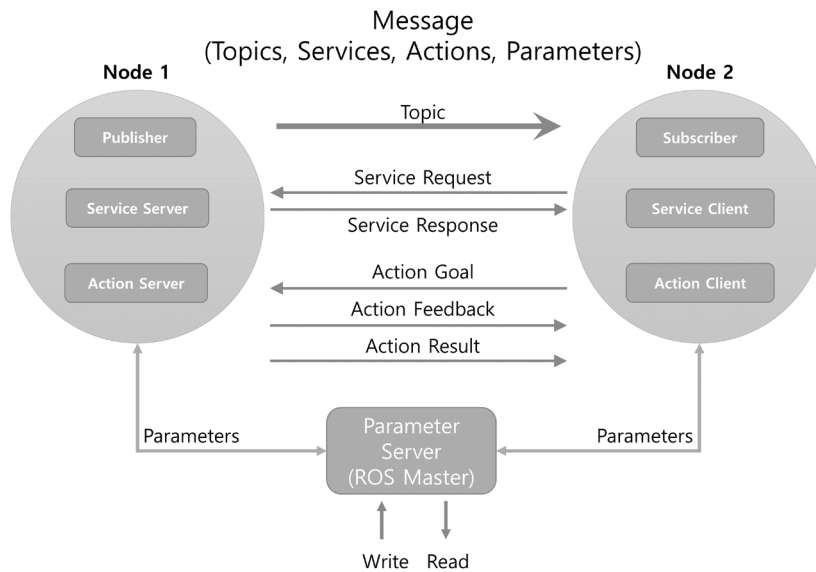 Message
(Topics, Services, Actions, Parameters)
Node 1
Node 2
Topic
Publisher
Subscriber
Service Request
Service Server
Service Client
Service Response
Action Goal
Action Server
Action Client
Action Feedback
Action Result
Parameters
Parameter
Server
(ROS Master)
Parameters
Write
Read